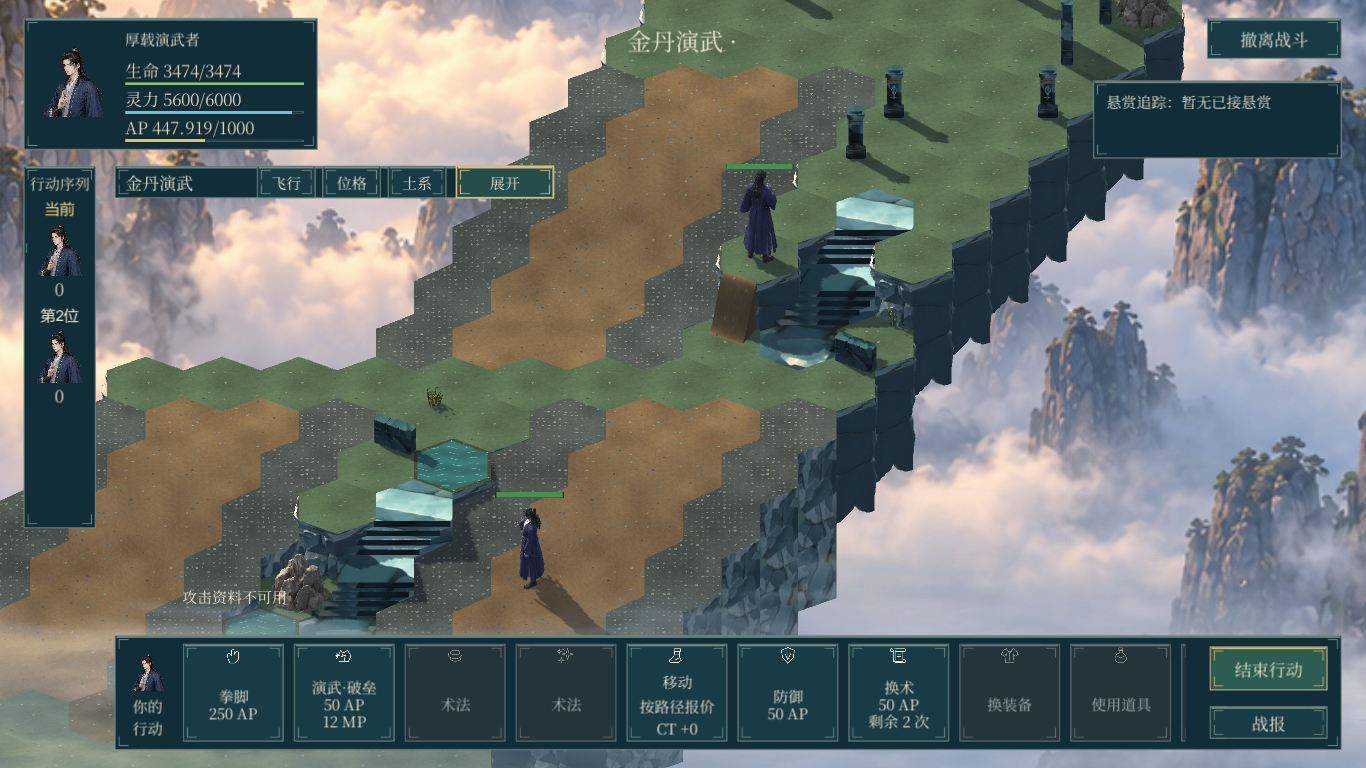 厚载演武者
生命 3474/3474
灵力 5600/6000
AP 447.919/1000
金丹演武 ·
撤离战斗
悬赏追踪：暂无已接悬赏
行动序列
当前
0
第2位
0
金丹演武
飞行
位格
土系
展开
攻击资料不可用
你的
行动
拳脚
250 AP
演武·破垒
50 AP
12 MP
术法
术法
移动
按路径报价
CT +0
防御
50 AP
换术
50 AP
剩余 2 次
换装备
使用道具
结束行动
战报